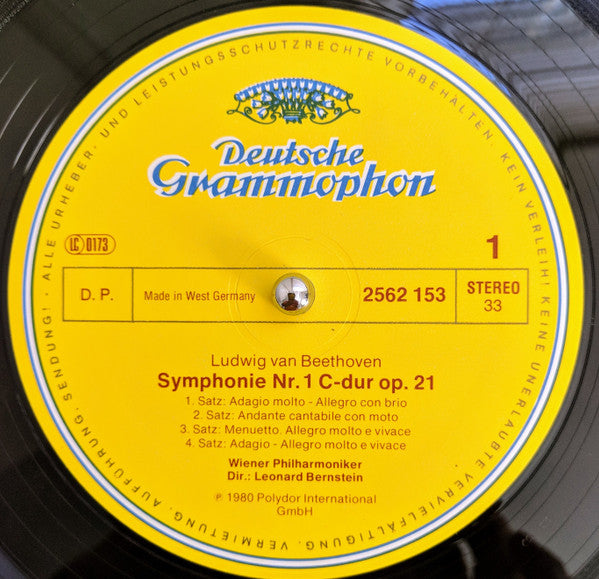 ALLE URHEBER- UND LEISTUNGSSCHUTZRECHTE VORBEHALTEN. KEIN VERLEIH! KEINE UNERLAUBTE VERVIELFÄLTIGUNG, VERMIETUNG, AUFFÜHRUNG, SENDUNG!
Deutsche
Grammophon
LC 0173
1
D. P.
Made in West Germany
2562 153
STEREO
33
Ludwig van Beethoven
Symphonie Nr. 1 C-dur op. 21
1. Satz: Adagio molto - Allegro con brio
2. Satz: Andante cantabile con moto
3. Satz: Menuetto. Allegro molto e vivace
4. Satz: Adagio - Allegro molto e vivace
Wiener Philharmoniker
Dir.: Leonard Bernstein
℗ 1980 Polydor International
GmbH